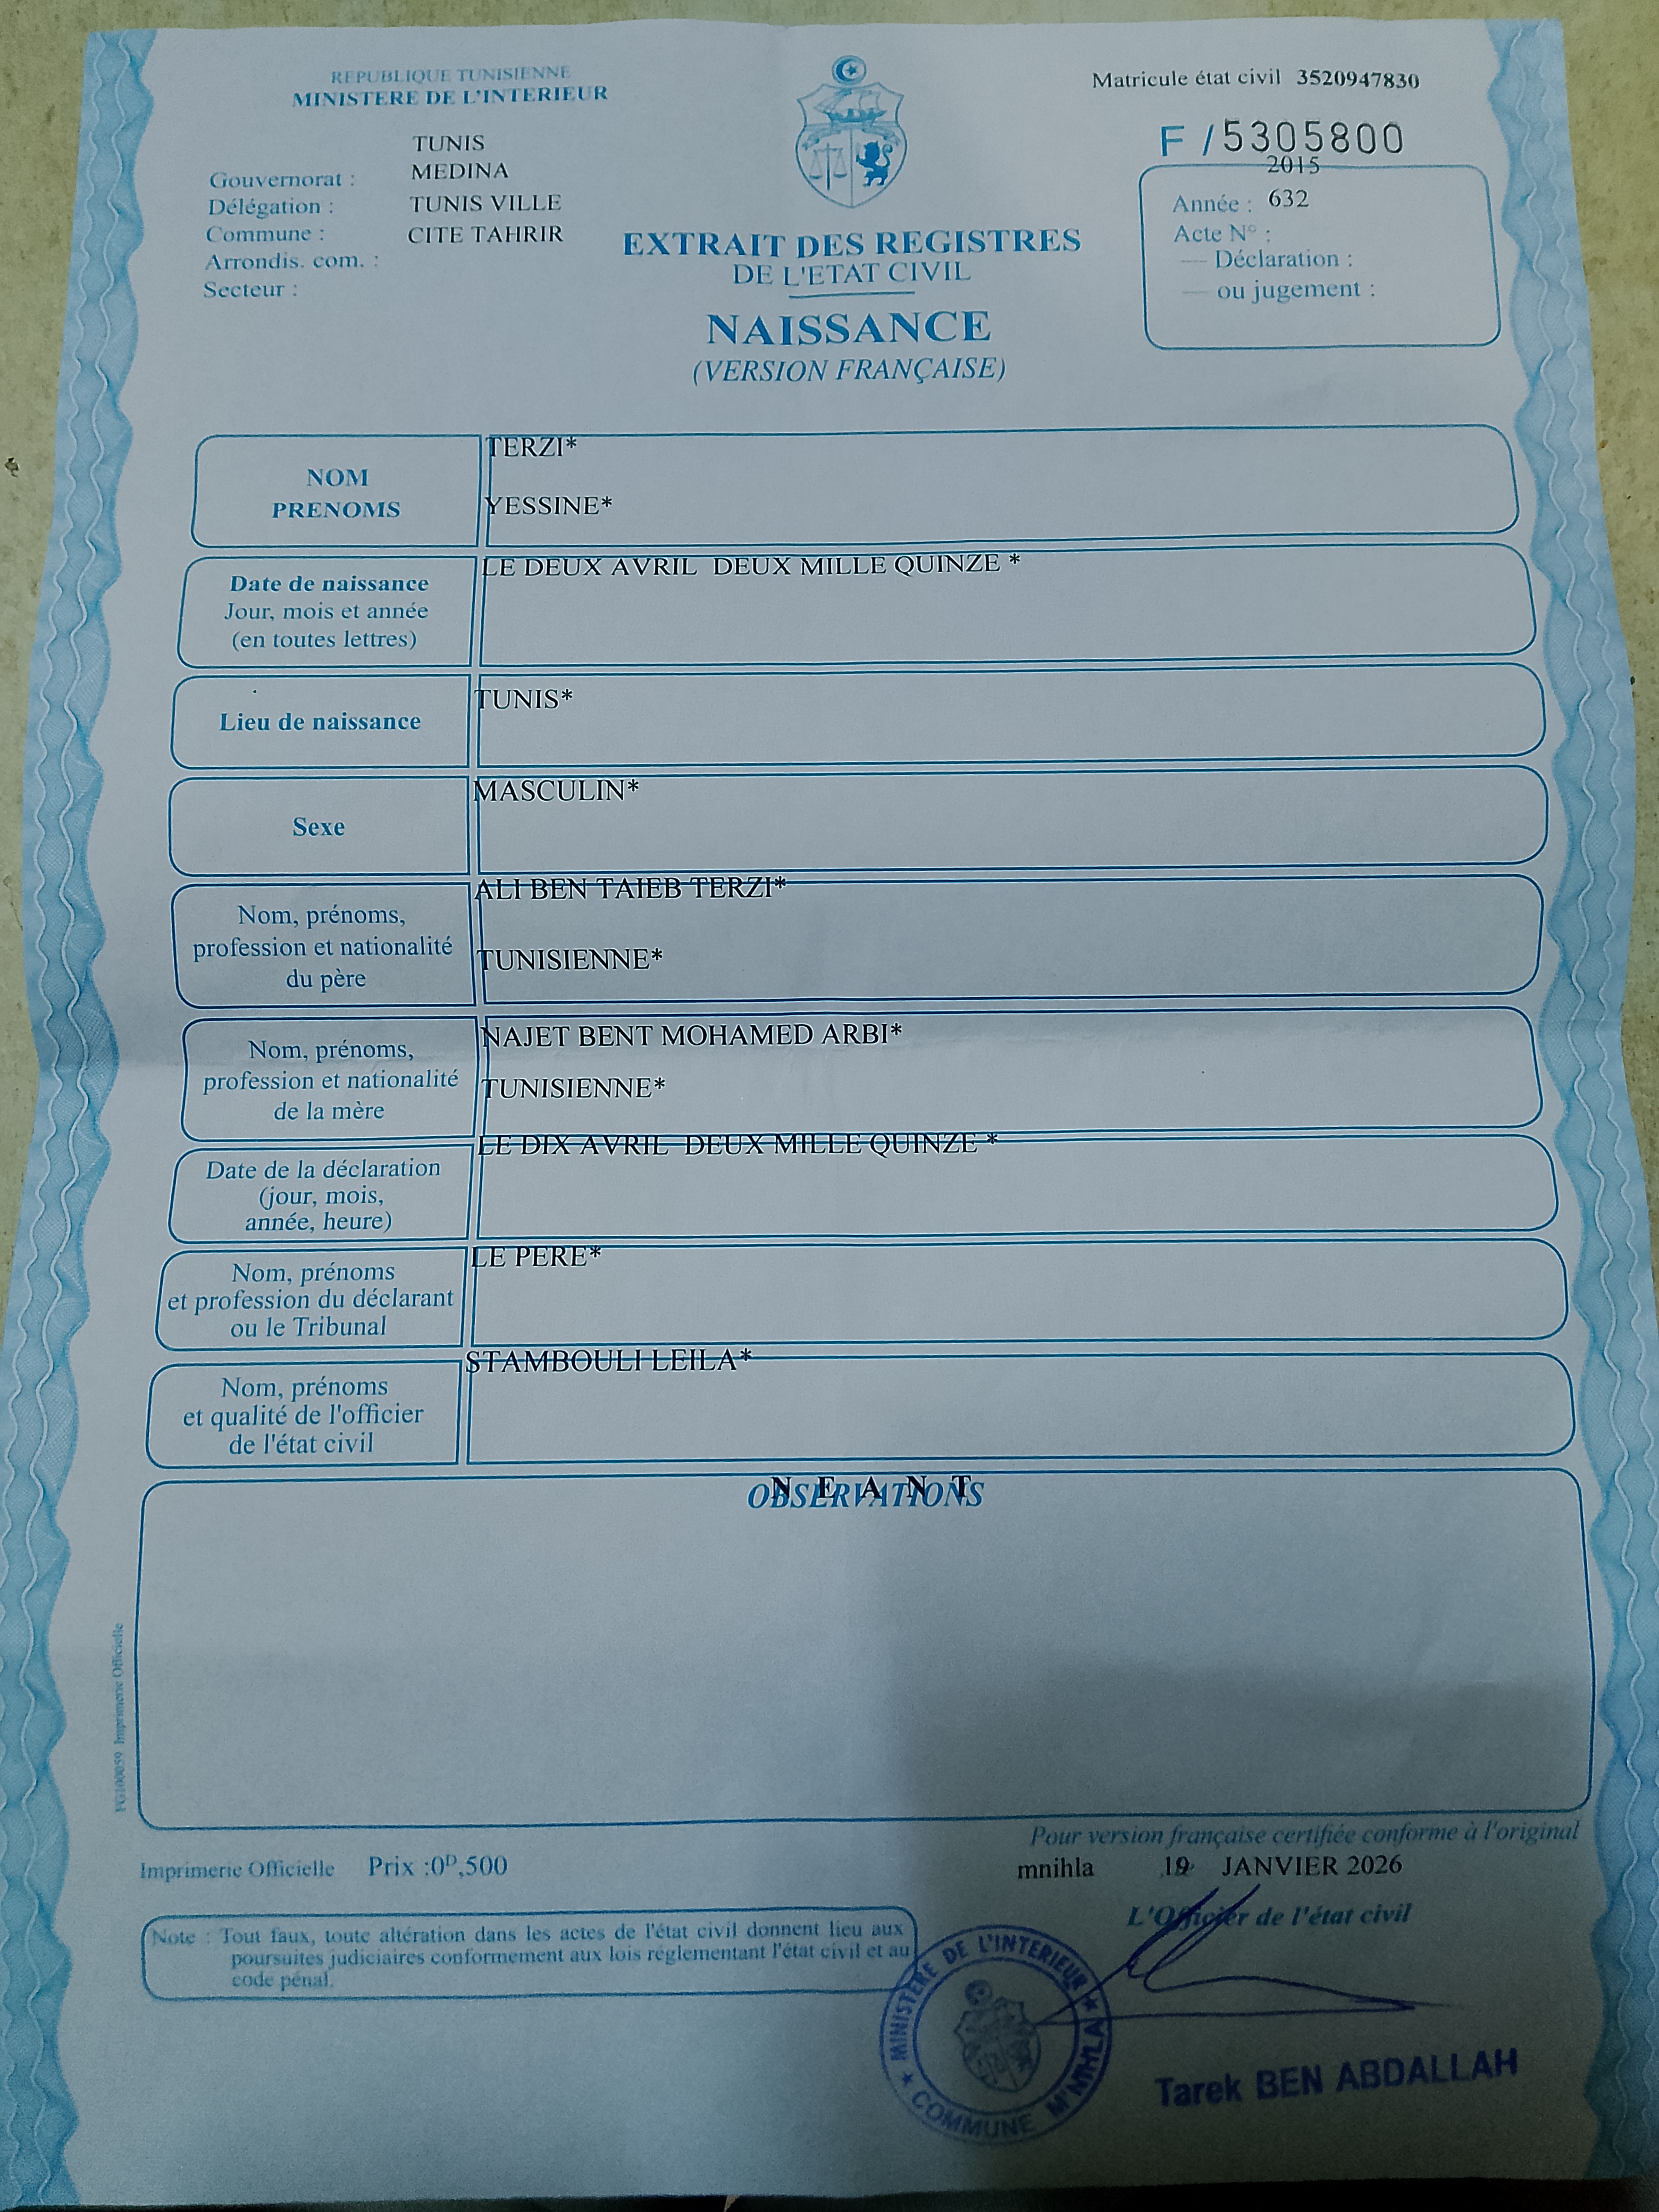 REPUBLIQUE TUNISIENNE
MINISTERE DE L'INTERIEUR
Matricule état civil 3520947830
F / 5305800
TUNIS
Gouvernorat : MEDINA
Délégation : TUNIS VILLE
Commune : CITE TAHRIR
Arrondis. com. :
Secteur :
2015
Année : 632
Acte N° :
— Déclaration :
— ou jugement :
EXTRAIT DES REGISTRES
DE L'ETAT CIVIL
NAISSANCE
(VERSION FRANÇAISE)
NOM
PRENOMS
TERZI*
YESSINE*
Date de naissance
Jour, mois et année
(en toutes lettres)
LE DEUX AVRIL DEUX MILLE QUINZE *
Lieu de naissance
TUNIS*
Sexe
MASCULIN*
Nom, prénoms,
profession et nationalité
du père
ALI BEN TAIEB TERZI*
TUNISIENNE*
Nom, prénoms,
profession et nationalité
de la mère
NAJET BENT MOHAMED ARBI*
TUNISIENNE*
Date de la déclaration
(jour, mois,
année, heure)
LE DIX AVRIL DEUX MILLE QUINZE *
Nom, prénoms
et profession du déclarant
ou le Tribunal
LE PERE*
Nom, prénoms
et qualité de l'officier
de l'état civil
STAMBOULI LEILA*
OBSERVATIONS
N E A N T
FG100059 Imprimerie Officielle
Pour version française certifiée conforme à l'original
Imprimerie Officielle Prix :0ᴰ,500
mnihla 19 JANVIER 2026
L'Officier de l'état civil
Note : Tout faux, toute altération dans les actes de l'état civil donnent lieu aux
poursuites judiciaires conformement aux lois réglementant l'état civil et au
code pénal.
★ MINISTÈRE DE L'INTERIEUR ★
COMMUNE M'NIHLA
Tarek BEN ABDALLAH